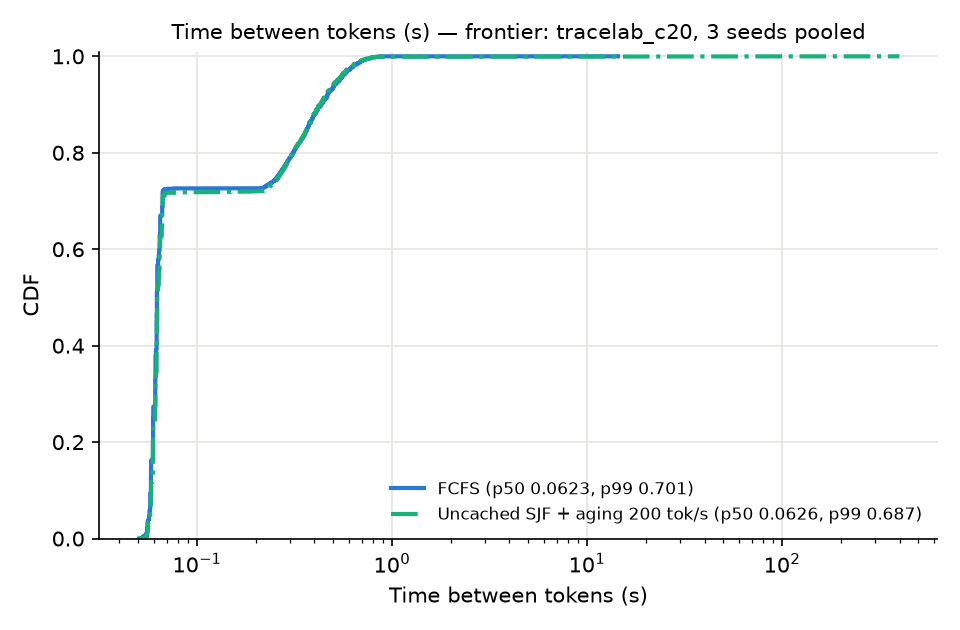 Time between tokens (s) — frontier: tracelab_c20, 3 seeds pooled
1.0
0.8
0.6
0.4
0.2
0.0
CDF
FCFS (p50 0.0623, p99 0.701)
Uncached SJF + aging 200 tok/s (p50 0.0626, p99 0.687)
10⁻¹ 10⁰ 10¹ 10²
Time between tokens (s)